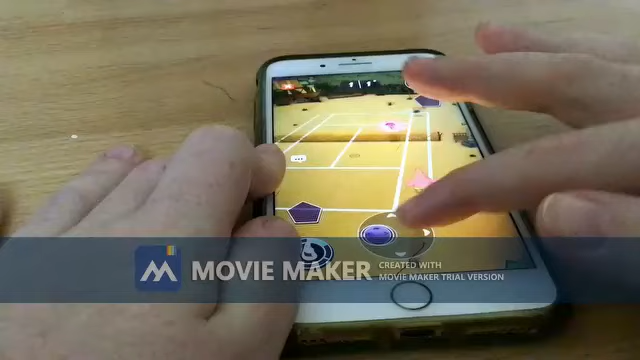 MOVIE MAKER
CREATED WITH
MOVIE MAKER TRIAL VERSION